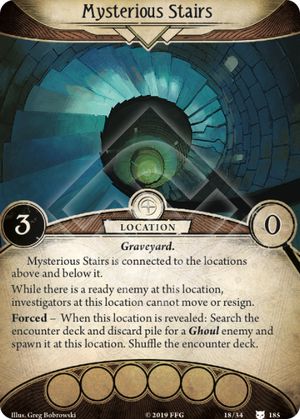 Mysterious Stairs
3
LOCATION
0
Graveyard.
Mysterious Stairs is connected to the locations
above and below it.
While there is a ready enemy at this location,
investigators at this location cannot move or resign.
Forced – When this location is revealed: Search the
encounter deck and discard pile for a Ghoul enemy and
spawn it at this location. Shuffle the encounter deck.
Illus. Greg Bobrowski
© 2019 FFG
18/34
185